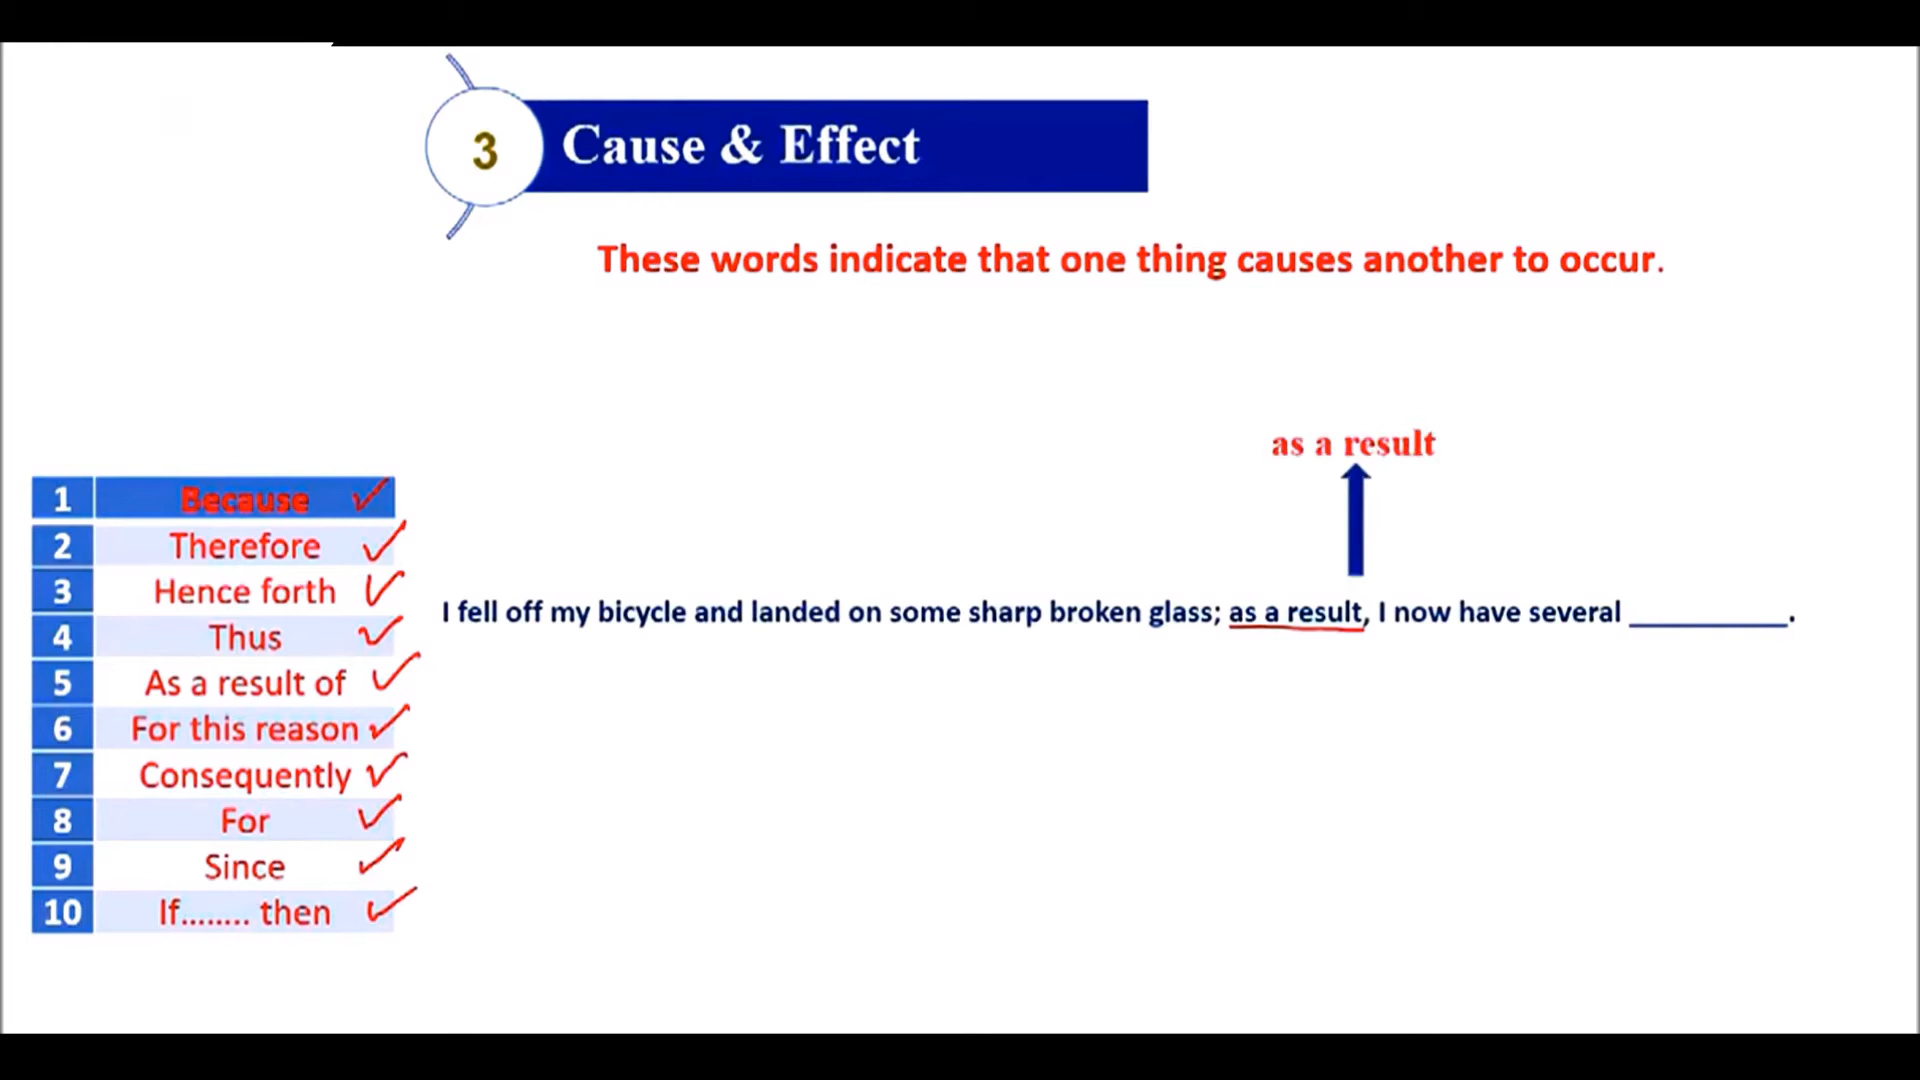 3 Cause & Effect
These words indicate that one thing causes another to occur.
as a result
1 Because
2 Therefore
3 Hence forth
I fell off my bicycle and landed on some sharp broken glass; as a result, I now have several __________.
4 Thus
5 As a result of
6 For this reason
7 Consequently
8 For
9 Since
10 If........ then